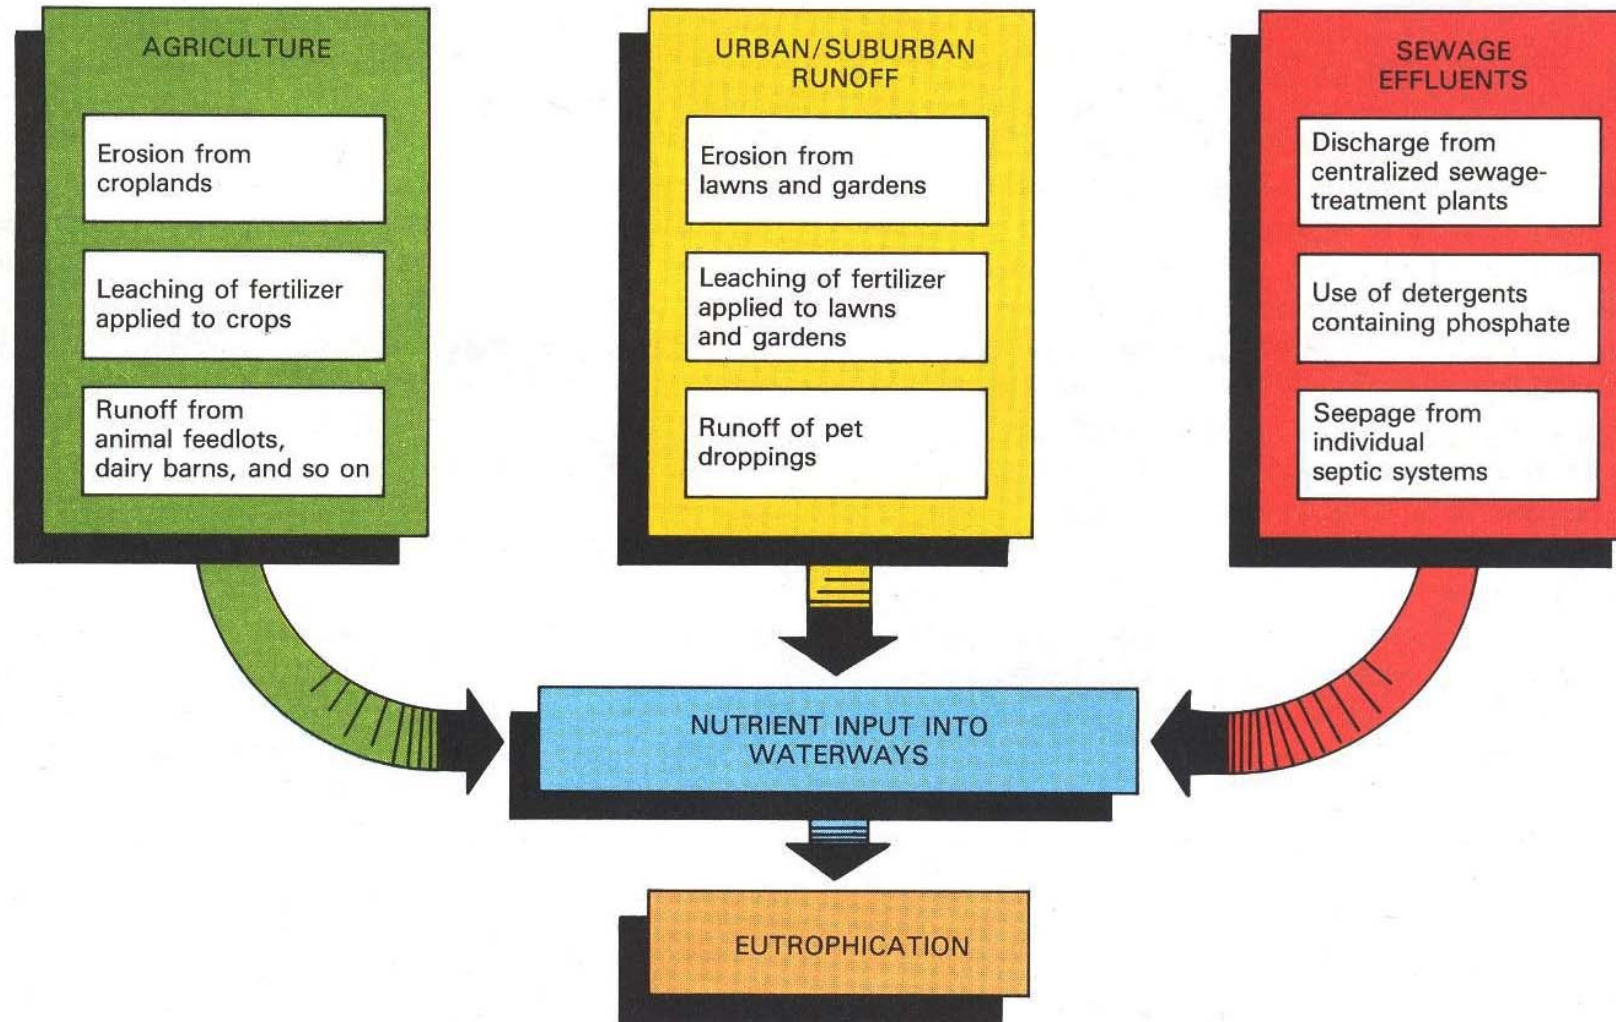 AGRICULTURE
Erosion from
croplands
Leaching of fertilizer
applied to crops
Runoff from
animal feedlots,
dairy barns, and so on
URBAN/SUBURBAN
RUNOFF
Erosion from
lawns and gardens
Leaching of fertilizer
applied to lawns
and gardens
Runoff of pet
droppings
SEWAGE
EFFLUENTS
Discharge from
centralized sewage-
treatment plants
Use of detergents
containing phosphate
Seepage from
individual
septic systems
NUTRIENT INPUT INTO
WATERWAYS
EUTROPHICATION